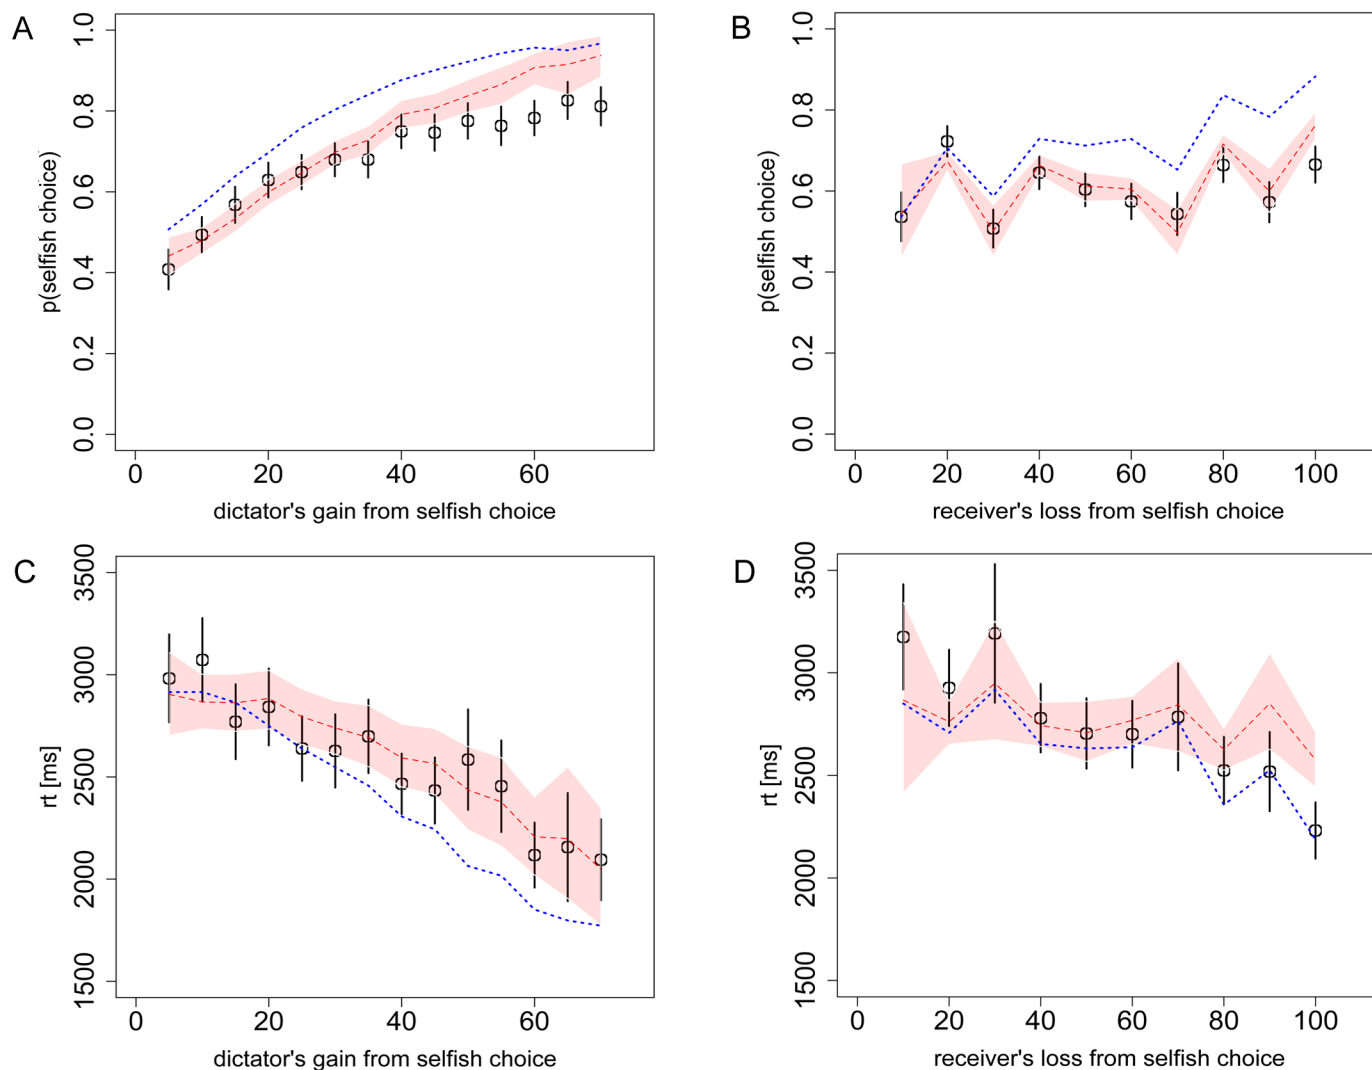 A
p(selfish choice)
1.0
0.8
0.6
0.4
0.2
0.0
0 20 40 60
dictator's gain from selfish choice
B
p(selfish choice)
1.0
0.8
0.6
0.4
0.2
0.0
0 20 40 60 80 100
receiver's loss from selfish choice
C
rt [ms]
3500
3000
2500
2000
1500
0 20 40 60
dictator's gain from selfish choice
D
rt [ms]
3500
3000
2500
2000
1500
0 20 40 60 80 100
receiver's loss from selfish choice